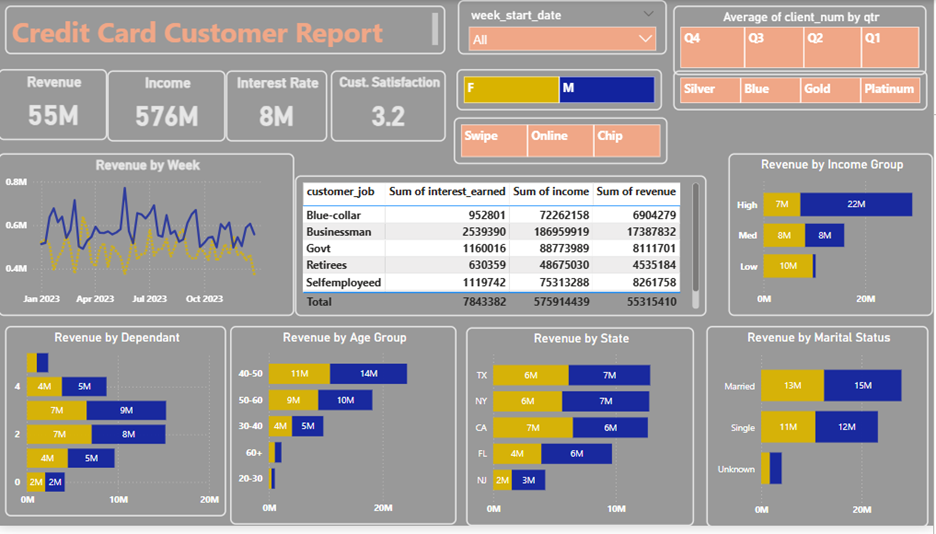 Credit Card Customer Report
week_start_date
All
Average of client_num by qtr
Q4 Q3 Q2 Q1
Silver Blue Gold Platinum
F M
Swipe Online Chip
Revenue
55M
Income
576M
Interest Rate
8M
Cust. Satisfaction
3.2
Revenue by Week
0.8M
0.6M
0.4M
Jan 2023 Apr 2023 Jul 2023 Oct 2023
customer_job Sum of interest_earned Sum of income Sum of revenue
Blue-collar 952801 72262158 6904279
Businessman 2539390 186959919 17387832
Govt 1160016 88773989 8111701
Retirees 630359 48675030 4535184
Selfemployeed 1119742 75313288 8261758
Total 7843382 575914439 55315410
Revenue by Income Group
High 7M 22M
Med 8M 8M
Low 10M
0M 20M
Revenue by Dependant
4 4M 5M
7M 9M
2 7M 8M
4M 5M
0 2M 2M
0M 10M 20M
Revenue by Age Group
40-50 11M 14M
50-60 9M 10M
30-40 4M 5M
60+
20-30
0M 20M
Revenue by State
TX 6M 7M
NY 6M 7M
CA 7M 6M
FL 4M 6M
NJ 2M 3M
0M 10M
Revenue by Marital Status
Married 13M 15M
Single 11M 12M
Unknown
0M 20M